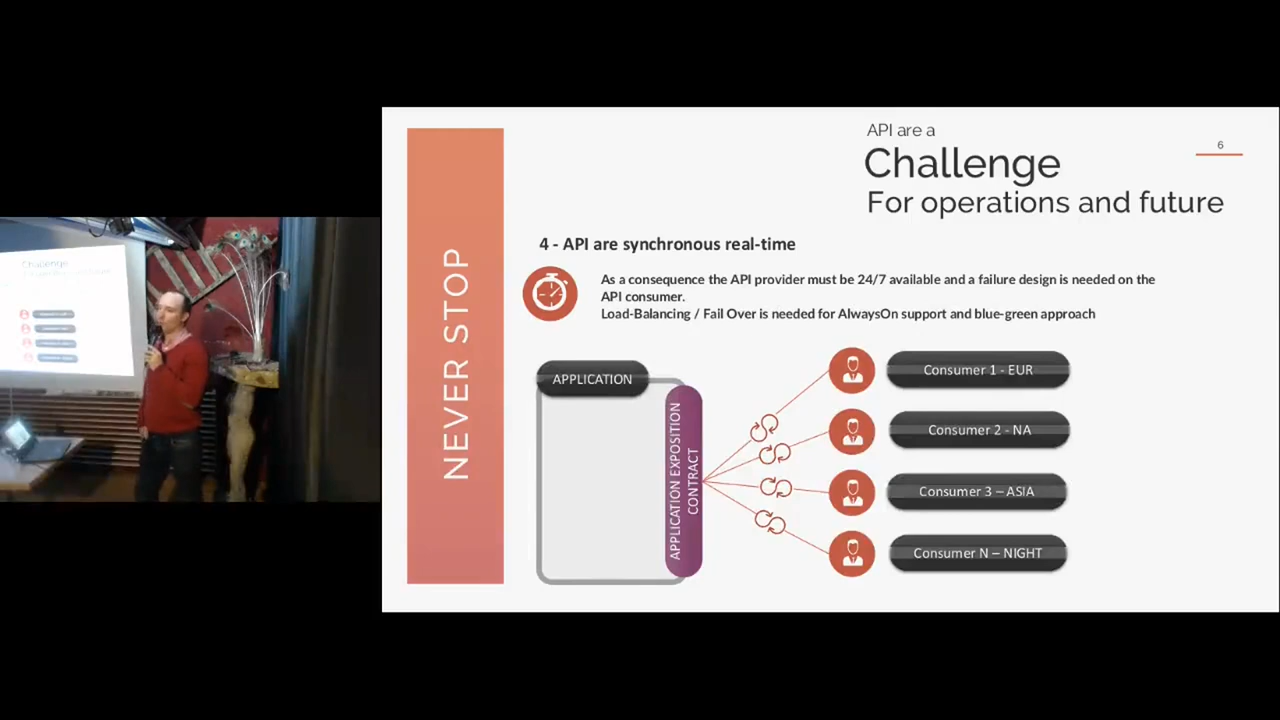 API are a
Challenge
For operations and future
6
NEVER STOP
4 - API are synchronous real-time
As a consequence the API provider must be 24/7 available and a failure design is needed on the
API consumer.
Load-Balancing / Fail Over is needed for AlwaysOn support and blue-green approach
APPLICATION
APPLICATION EXPOSITION
CONTRACT
Consumer 1 - EUR
Consumer 2 - NA
Consumer 3 – ASIA
Consumer N – NIGHT
Challenge